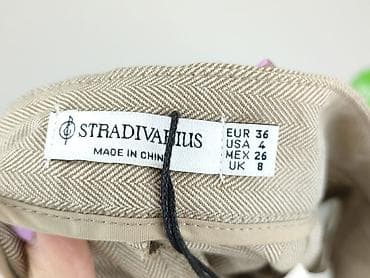 STRADIVARIUS
MADE IN CHINA
EUR 36
USA 4
MEX 26
UK 8